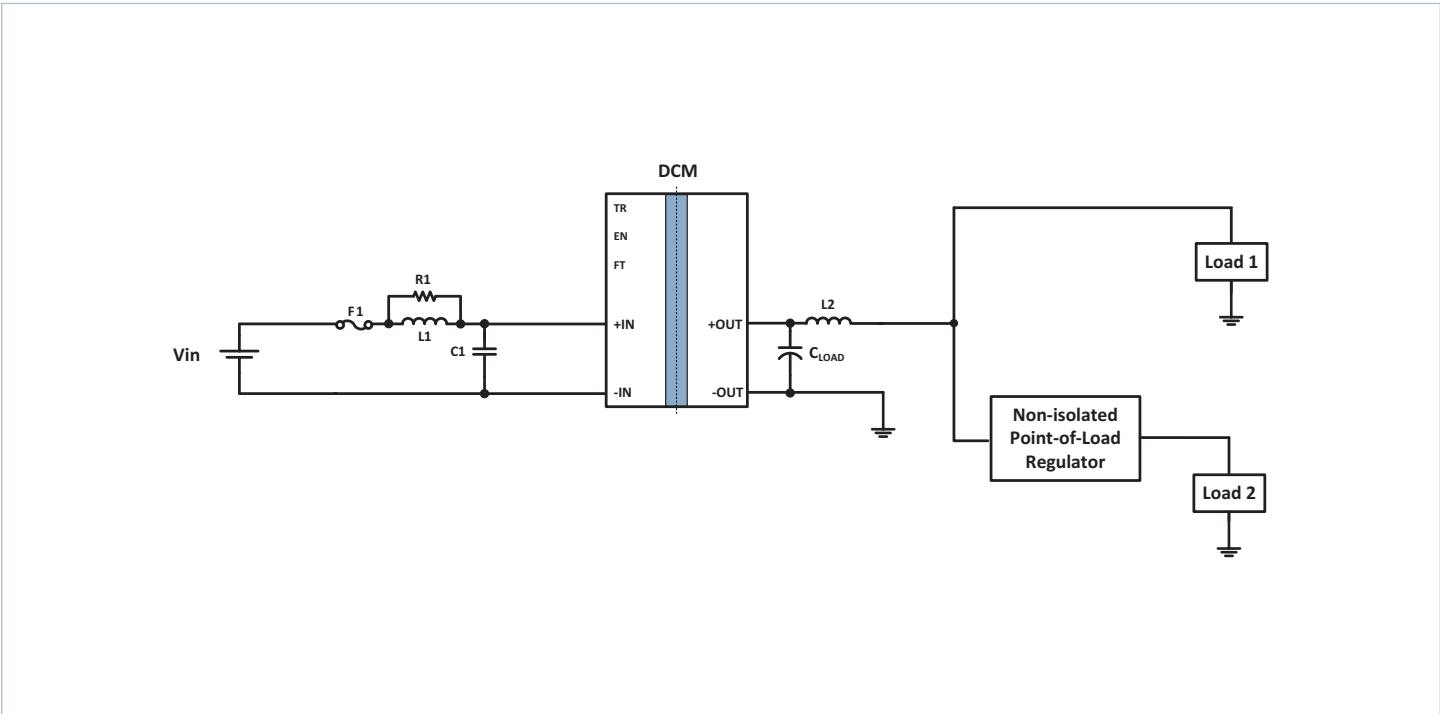 DCM
TR
EN
FT
R1
F1
L1
C1
Vin
+IN
-IN
+OUT
-OUT
L2
CLOAD
Load 1
Non-isolated
Point-of-Load
Regulator
Load 2